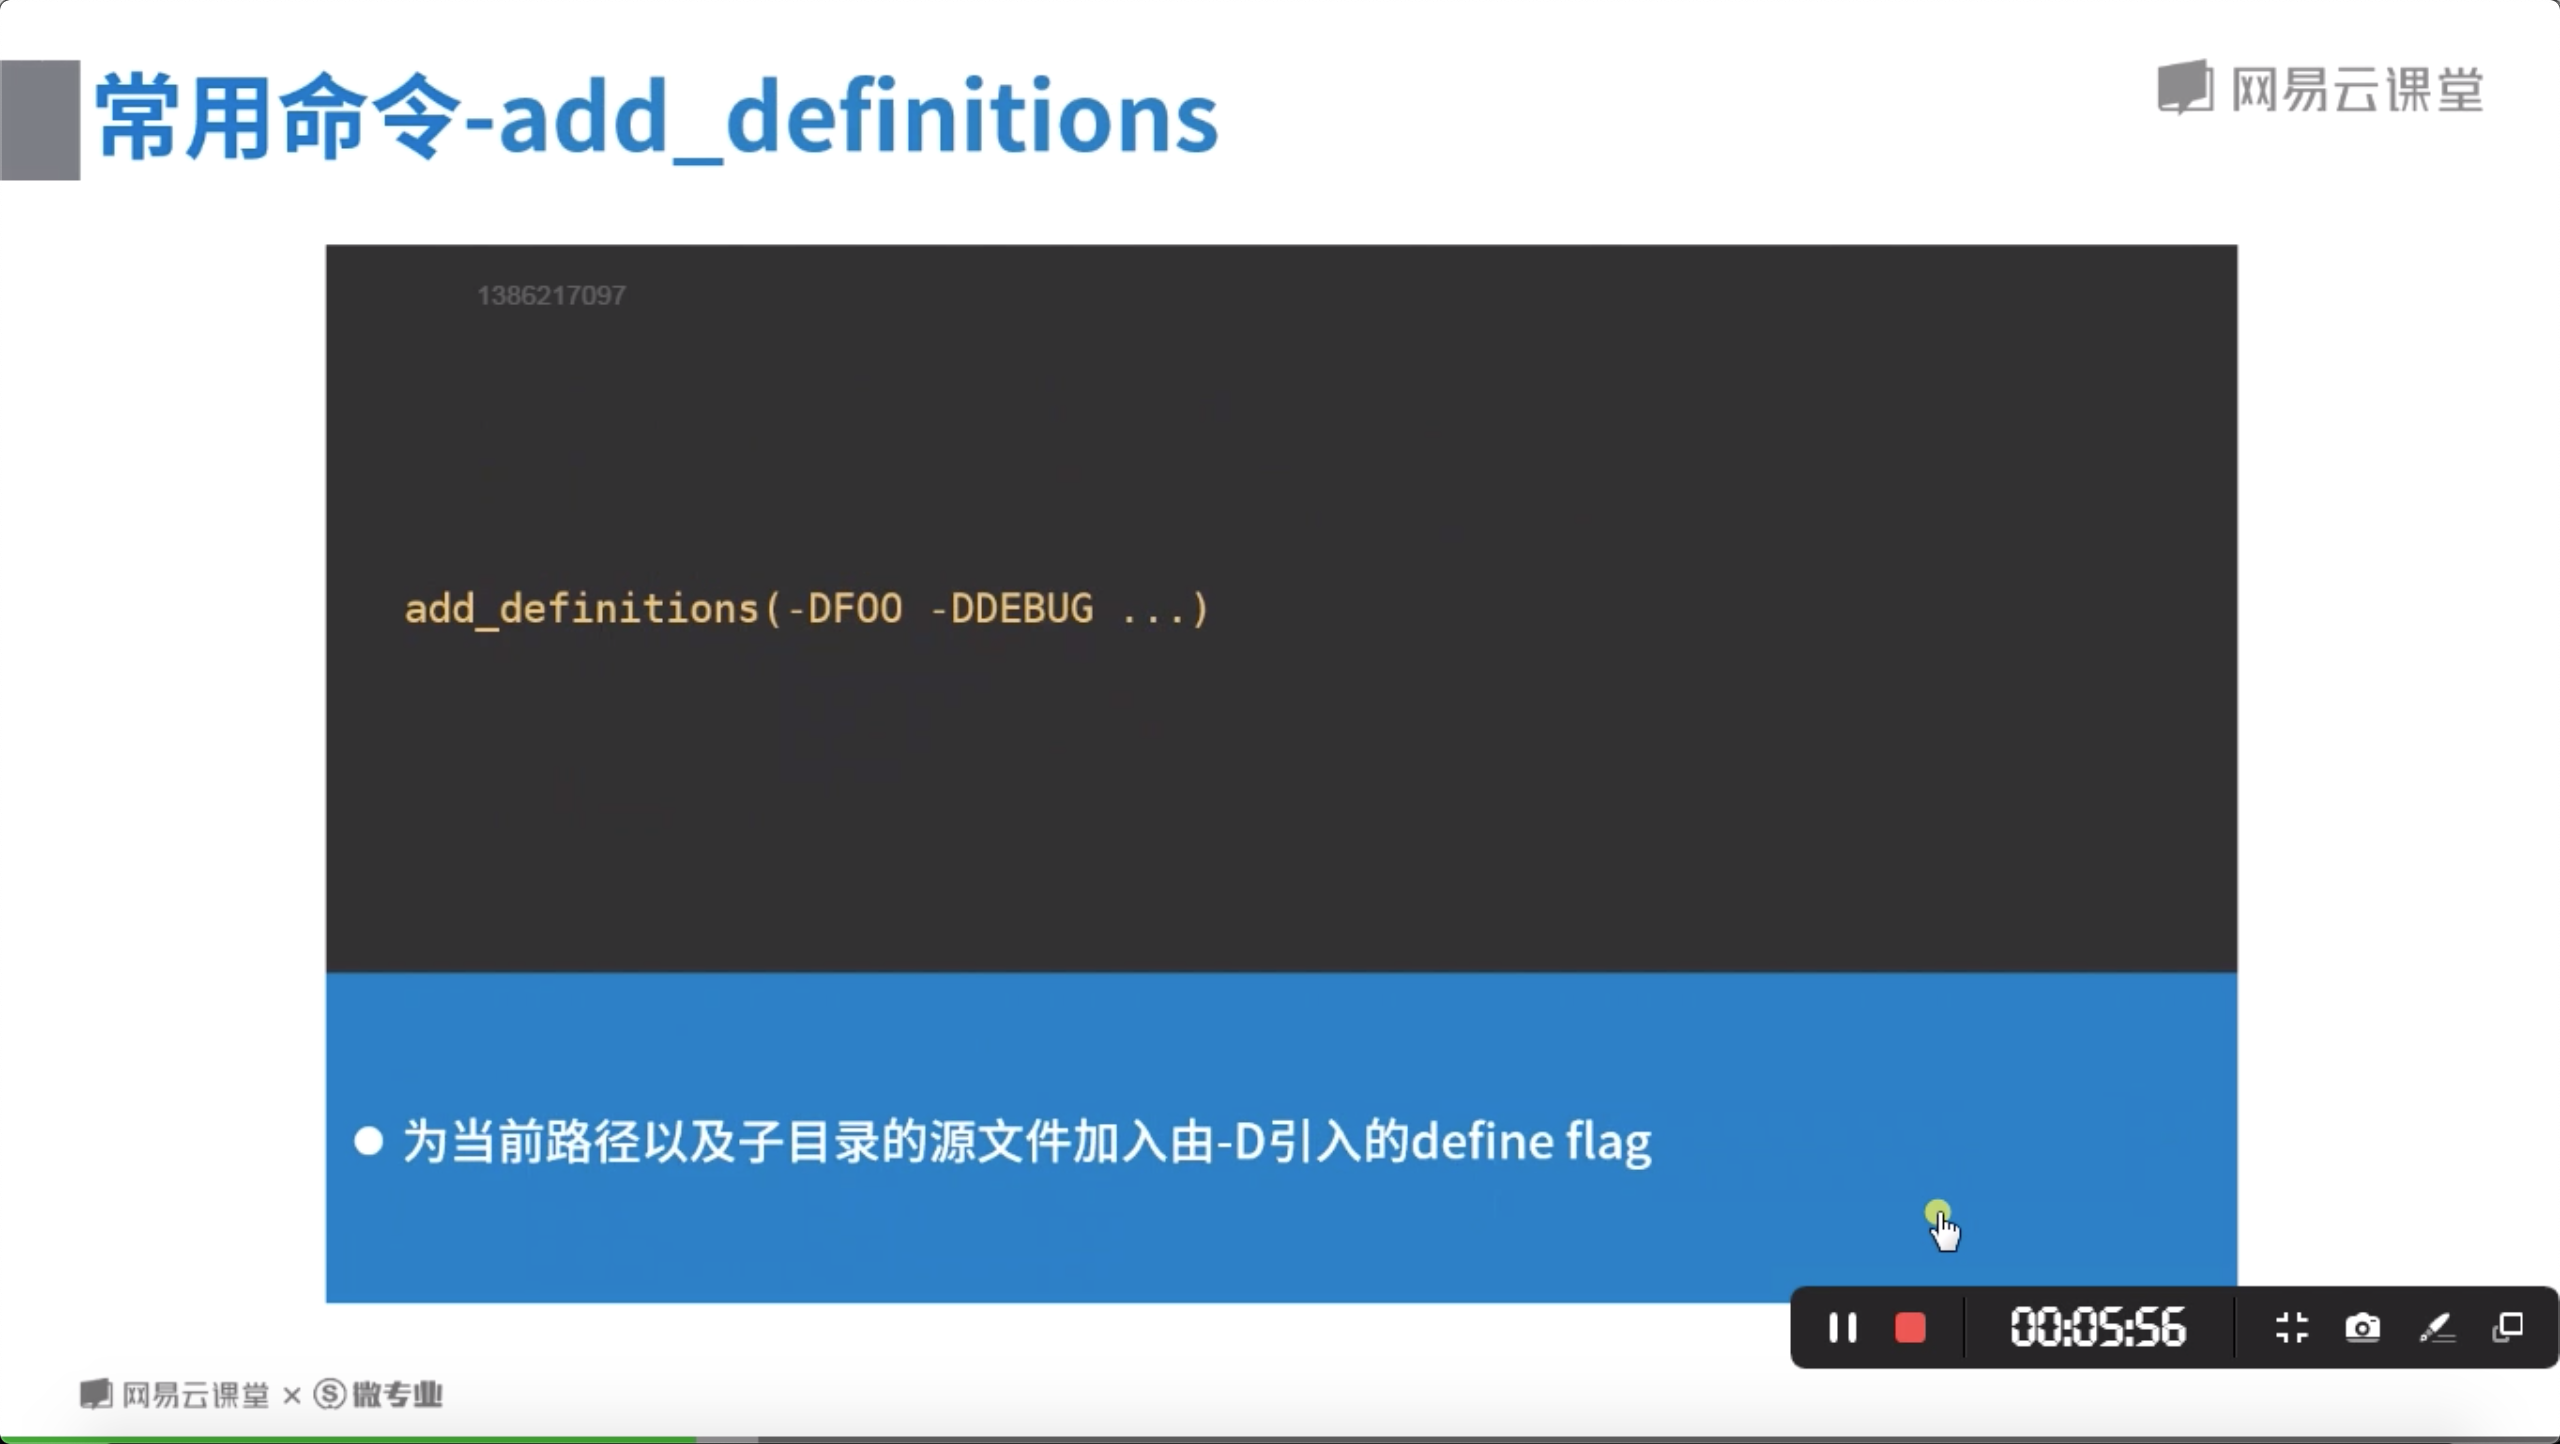 常用命令-add_definitions
网易云课堂
1386217097
add_definitions(-DFOO -DDEBUG ...)
为当前路径以及子目录的源文件加入由-D引入的define flag
00:05:56
网易云课堂 × 微专业